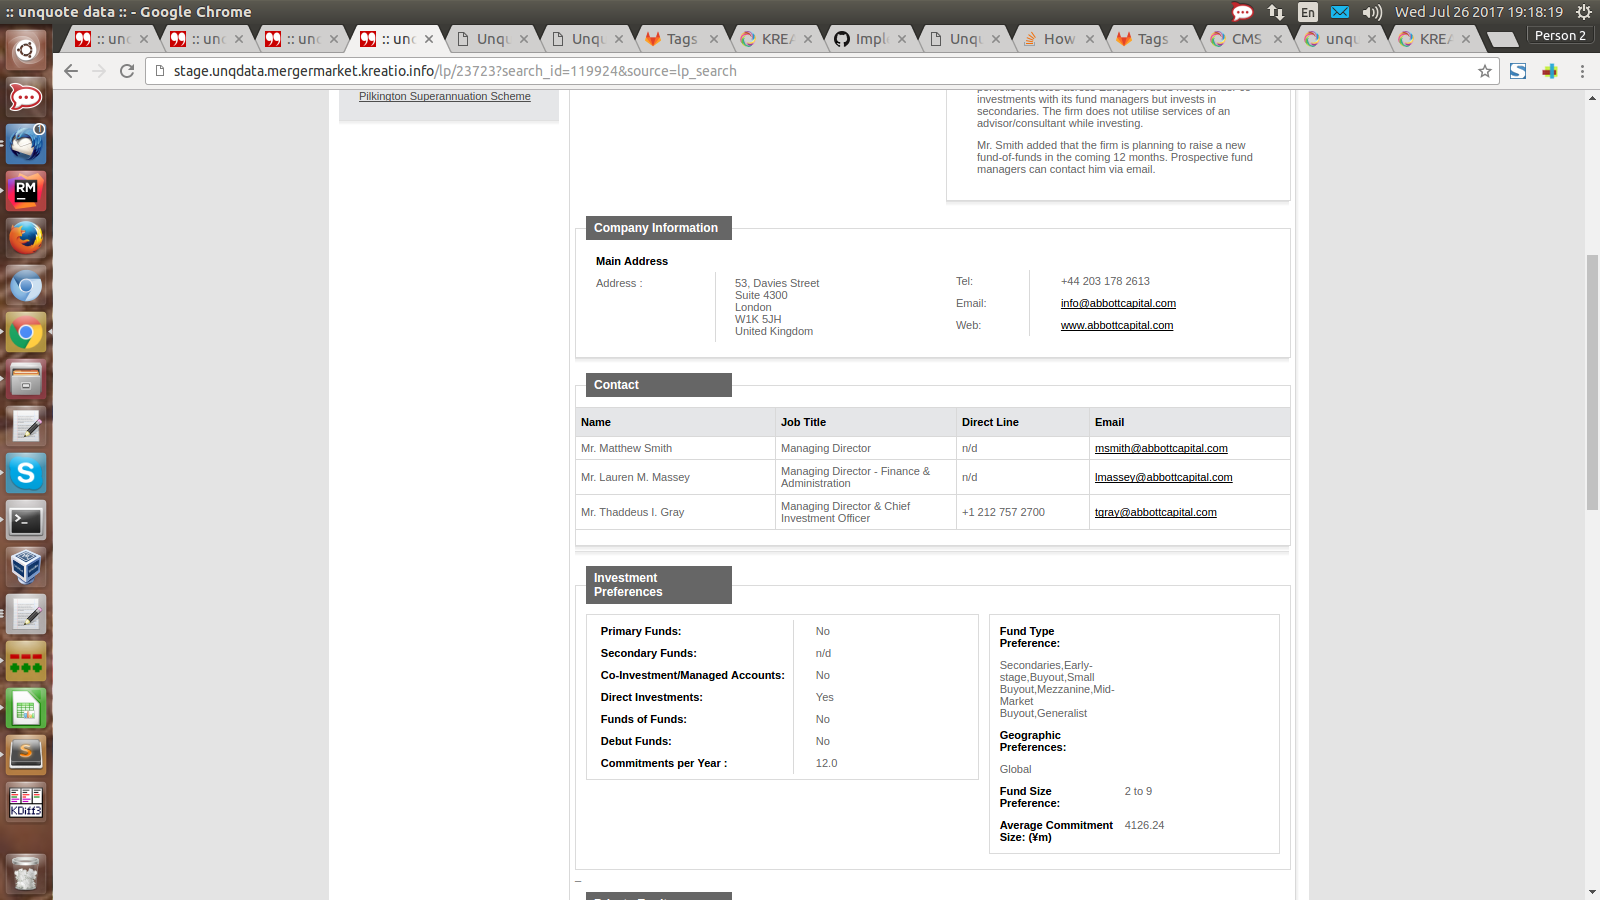 :: unquote data :: - Google Chrome
En
Wed Jul 26 2017 19:18:19
:: unq
:: unq
:: unq
:: unq
Unqu
Unqu
Tags
KREA
Imple
Unqu
How
Tags
CMS
unqu
KREA
Person 2
stage.unqdata.mergermarket.kreatio.info/lp/23723?search_id=119924&source=lp_search
Pilkington Superannuation Scheme
investments with its fund managers but invests in
secondaries. The firm does not utilise services of an
advisor/consultant while investing.
Mr. Smith added that the firm is planning to raise a new
fund-of-funds in the coming 12 months. Prospective fund
managers can contact him via email.
Company Information
Main Address
Address :
53, Davies Street
Suite 4300
London
W1K 5JH
United Kingdom
Tel: +44 203 178 2613
Email: info@abbottcapital.com
Web: www.abbottcapital.com
Contact
Name Job Title Direct Line Email
Mr. Matthew Smith Managing Director n/d msmith@abbottcapital.com
Mr. Lauren M. Massey Managing Director - Finance &
Administration n/d lmassey@abbottcapital.com
Mr. Thaddeus I. Gray Managing Director & Chief
Investment Officer +1 212 757 2700 tgray@abbottcapital.com
Investment
Preferences
Primary Funds: No
Secondary Funds: n/d
Co-Investment/Managed Accounts: No
Direct Investments: Yes
Funds of Funds: No
Debut Funds: No
Commitments per Year : 12.0
Fund Type
Preference:
Secondaries,Early-
stage,Buyout,Small
Buyout,Mezzanine,Mid-
Market
Buyout,Generalist
Geographic
Preferences:
Global
Fund Size
Preference: 2 to 9
Average Commitment
Size: (¥m) 4126.24
RM
KDiff3